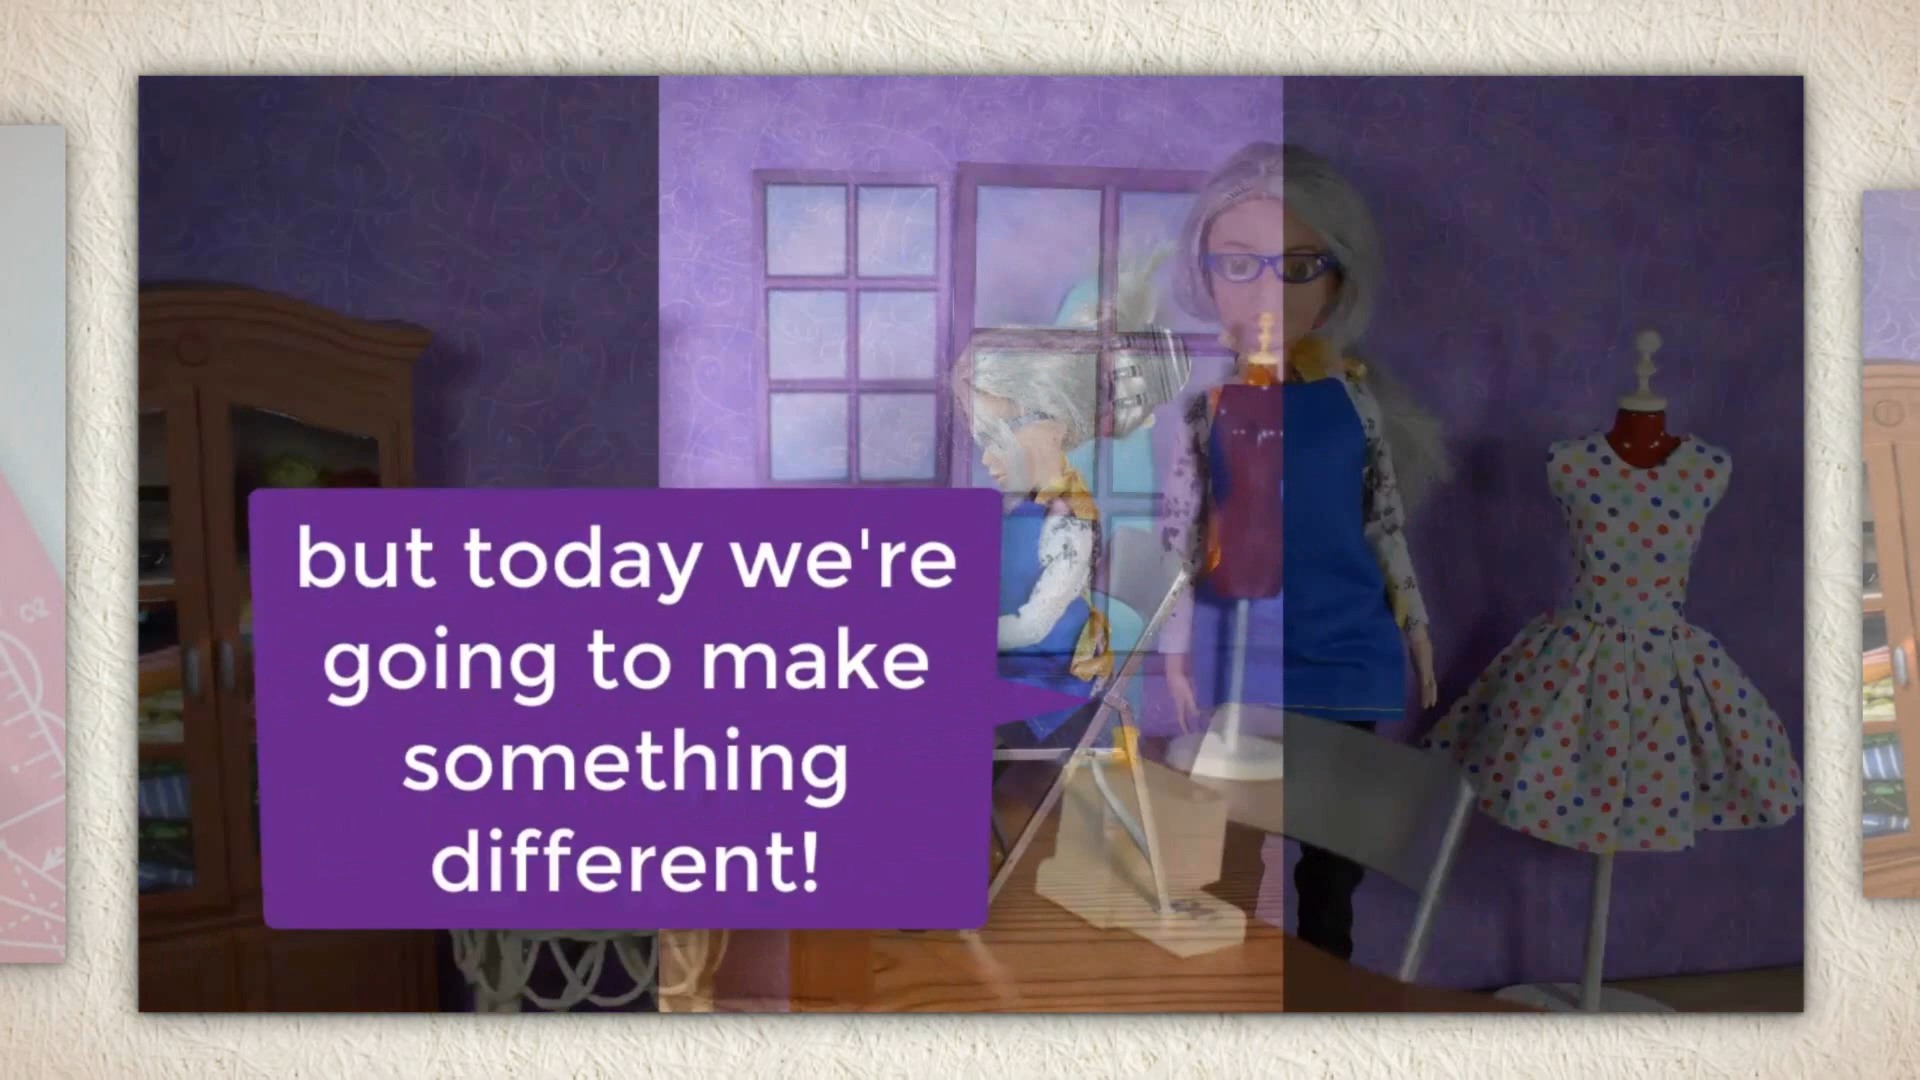 but today we're
going to make
something
different!